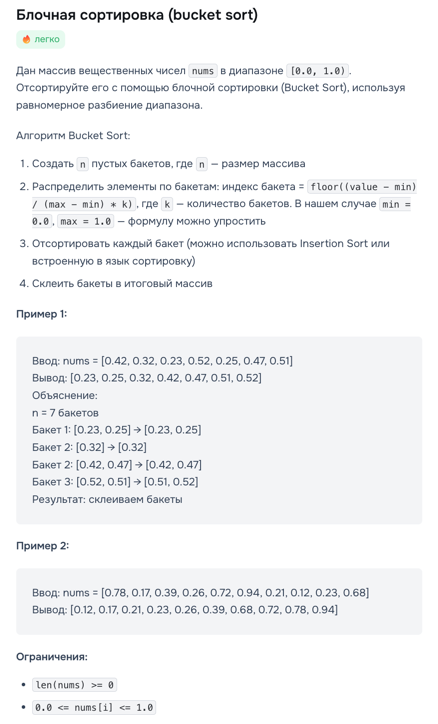 Блочная сортировка (bucket sort)
🔥 легко
Дан массив вещественных чисел nums в диапазоне [0.0, 1.0).
Отсортируйте его с помощью блочной сортировки (Bucket Sort), используя
равномерное разбиение диапазона.
Алгоритм Bucket Sort:
1. Создать n пустых бакетов, где n — размер массива
2. Распределить элементы по бакетам: индекс бакета = floor((value − min)
/ (max − min) * k), где k — количество бакетов. В нашем случае min =
0.0, max = 1.0 — формулу можно упростить
3. Отсортировать каждый бакет (можно использовать Insertion Sort или
встроенную в язык сортировку)
4. Склеить бакеты в итоговый массив
Пример 1:
Ввод: nums = [0.42, 0.32, 0.23, 0.52, 0.25, 0.47, 0.51]
Вывод: [0.23, 0.25, 0.32, 0.42, 0.47, 0.51, 0.52]
Объяснение:
n = 7 бакетов
Бакет 1: [0.23, 0.25] → [0.23, 0.25]
Бакет 2: [0.32] → [0.32]
Бакет 2: [0.42, 0.47] → [0.42, 0.47]
Бакет 3: [0.52, 0.51] → [0.51, 0.52]
Результат: склеиваем бакеты
Пример 2:
Ввод: nums = [0.78, 0.17, 0.39, 0.26, 0.72, 0.94, 0.21, 0.12, 0.23, 0.68]
Вывод: [0.12, 0.17, 0.21, 0.23, 0.26, 0.39, 0.68, 0.72, 0.78, 0.94]
Ограничения:
• len(nums) >= 0
• 0.0 <= nums[i] <= 1.0